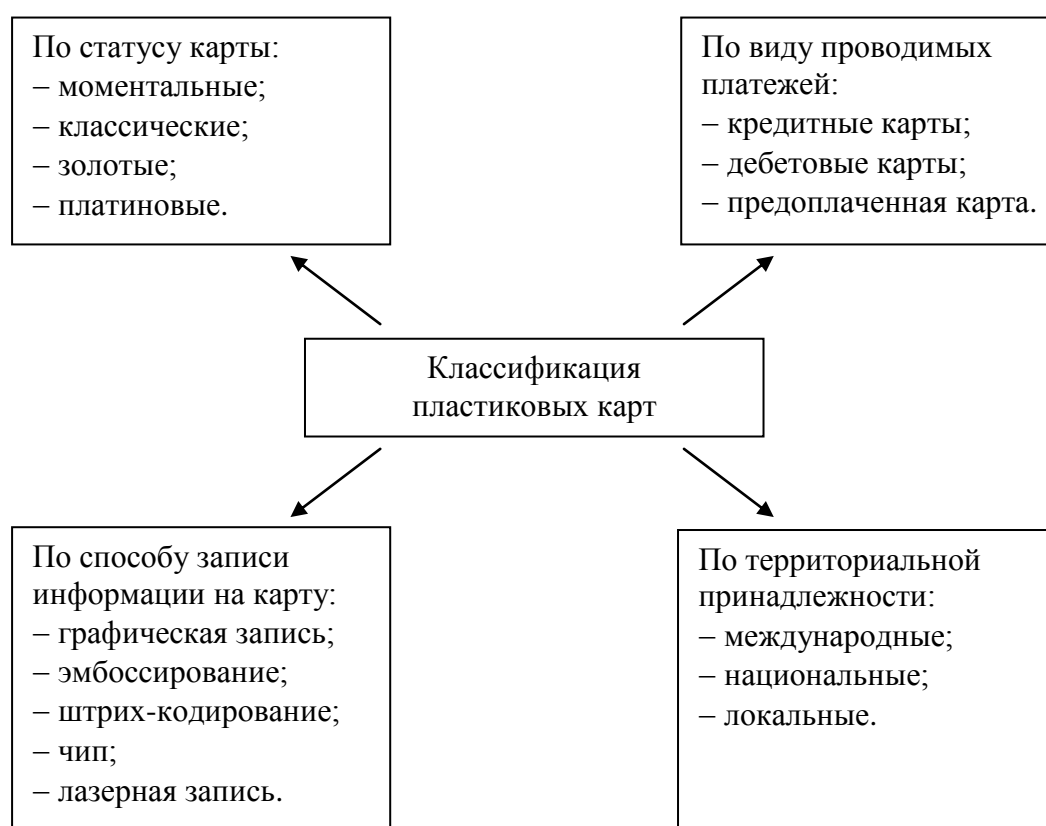 По статусу карты:
– моментальные;
– классические;
– золотые;
– платиновые.
По виду проводимых
платежей:
– кредитные карты;
– дебетовые карты;
– предоплаченная карта.
Классификация
пластиковых карт
По способу записи
информации на карту:
– графическая запись;
– эмбоссирование;
– штрих-кодирование;
– чип;
– лазерная запись.
По территориальной
принадлежности:
– международные;
– национальные;
– локальные.